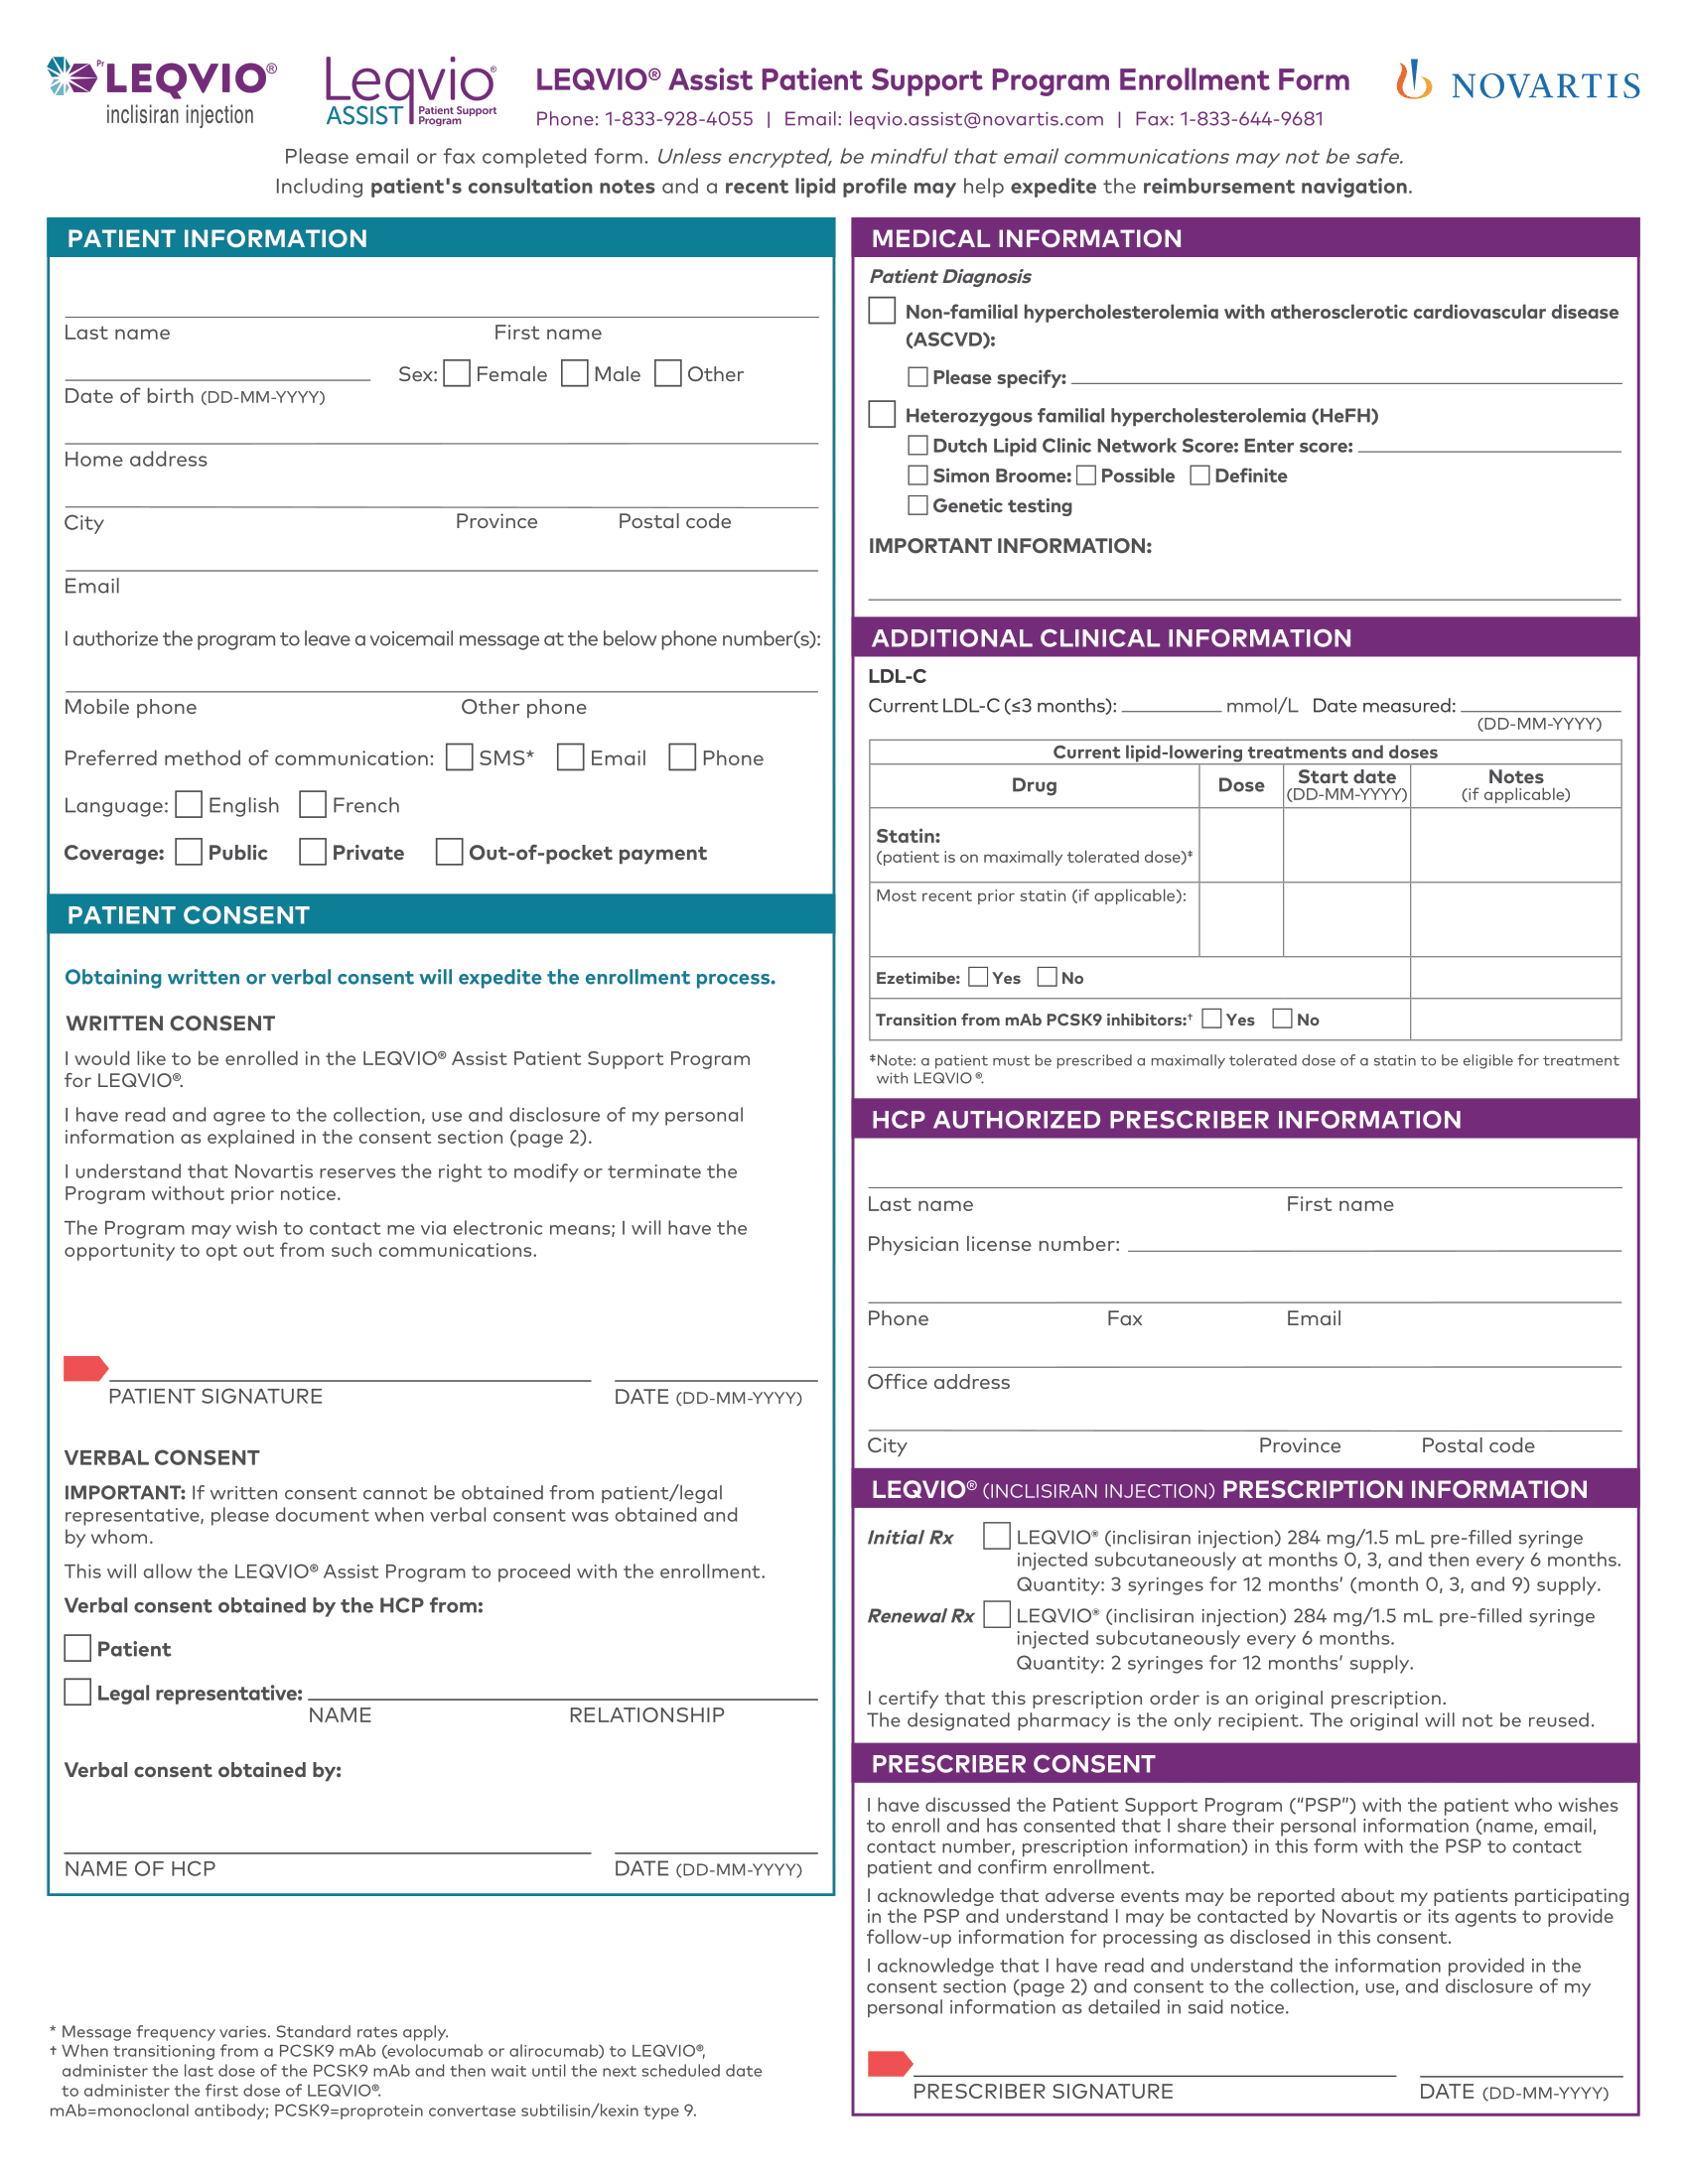 Pr LEQVIO®
inclisiran injection
Leqvio®
ASSIST Patient Support Program
LEQVIO® Assist Patient Support Program Enrollment Form
Phone: 1-833-928-4055 | Email: leqvio.assist@novartis.com | Fax: 1-833-644-9681
NOVARTIS
Please email or fax completed form. Unless encrypted, be mindful that email communications may not be safe.
Including patient's consultation notes and a recent lipid profile may help expedite the reimbursement navigation.
PATIENT INFORMATION
Last name First name
Sex: Female Male Other
Date of birth (DD-MM-YYYY)
Home address
City Province Postal code
Email
I authorize the program to leave a voicemail message at the below phone number(s):
Mobile phone Other phone
Preferred method of communication: SMS* Email Phone
Language: English French
Coverage: Public Private Out-of-pocket payment
PATIENT CONSENT
Obtaining written or verbal consent will expedite the enrollment process.
WRITTEN CONSENT
I would like to be enrolled in the LEQVIO® Assist Patient Support Program
for LEQVIO®.
I have read and agree to the collection, use and disclosure of my personal
information as explained in the consent section (page 2).
I understand that Novartis reserves the right to modify or terminate the
Program without prior notice.
The Program may wish to contact me via electronic means; I will have the
opportunity to opt out from such communications.
PATIENT SIGNATURE DATE (DD-MM-YYYY)
VERBAL CONSENT
IMPORTANT: If written consent cannot be obtained from patient/legal
representative, please document when verbal consent was obtained and
by whom.
This will allow the LEQVIO® Assist Program to proceed with the enrollment.
Verbal consent obtained by the HCP from:
Patient
Legal representative:
NAME RELATIONSHIP
Verbal consent obtained by:
NAME OF HCP DATE (DD-MM-YYYY)
* Message frequency varies. Standard rates apply.
† When transitioning from a PCSK9 mAb (evolocumab or alirocumab) to LEQVIO®,
administer the last dose of the PCSK9 mAb and then wait until the next scheduled date
to administer the first dose of LEQVIO®.
mAb=monoclonal antibody; PCSK9=proprotein convertase subtilisin/kexin type 9.
MEDICAL INFORMATION
Patient Diagnosis
Non-familial hypercholesterolemia with atherosclerotic cardiovascular disease
(ASCVD):
Please specify:
Heterozygous familial hypercholesterolemia (HeFH)
Dutch Lipid Clinic Network Score: Enter score:
Simon Broome: Possible Definite
Genetic testing
IMPORTANT INFORMATION:
ADDITIONAL CLINICAL INFORMATION
LDL-C
Current LDL-C (≤3 months): mmol/L Date measured:
(DD-MM-YYYY)
Current lipid-lowering treatments and doses
Drug Dose Start date (DD-MM-YYYY) Notes (if applicable)
Statin:
(patient is on maximally tolerated dose)‡
Most recent prior statin (if applicable):
Ezetimibe: Yes No
Transition from mAb PCSK9 inhibitors:† Yes No
‡Note: a patient must be prescribed a maximally tolerated dose of a statin to be eligible for treatment
with LEQVIO®.
HCP AUTHORIZED PRESCRIBER INFORMATION
Last name First name
Physician license number:
Phone Fax Email
Office address
City Province Postal code
LEQVIO® (INCLISIRAN INJECTION) PRESCRIPTION INFORMATION
Initial Rx LEQVIO® (inclisiran injection) 284 mg/1.5 mL pre-filled syringe
injected subcutaneously at months 0, 3, and then every 6 months.
Quantity: 3 syringes for 12 months’ (month 0, 3, and 9) supply.
Renewal Rx LEQVIO® (inclisiran injection) 284 mg/1.5 mL pre-filled syringe
injected subcutaneously every 6 months.
Quantity: 2 syringes for 12 months’ supply.
I certify that this prescription order is an original prescription.
The designated pharmacy is the only recipient. The original will not be reused.
PRESCRIBER CONSENT
I have discussed the Patient Support Program (“PSP”) with the patient who wishes
to enroll and has consented that I share their personal information (name, email,
contact number, prescription information) in this form with the PSP to contact
patient and confirm enrollment.
I acknowledge that adverse events may be reported about my patients participating
in the PSP and understand I may be contacted by Novartis or its agents to provide
follow-up information for processing as disclosed in this consent.
I acknowledge that I have read and understand the information provided in the
consent section (page 2) and consent to the collection, use, and disclosure of my
personal information as detailed in said notice.
PRESCRIBER SIGNATURE DATE (DD-MM-YYYY)